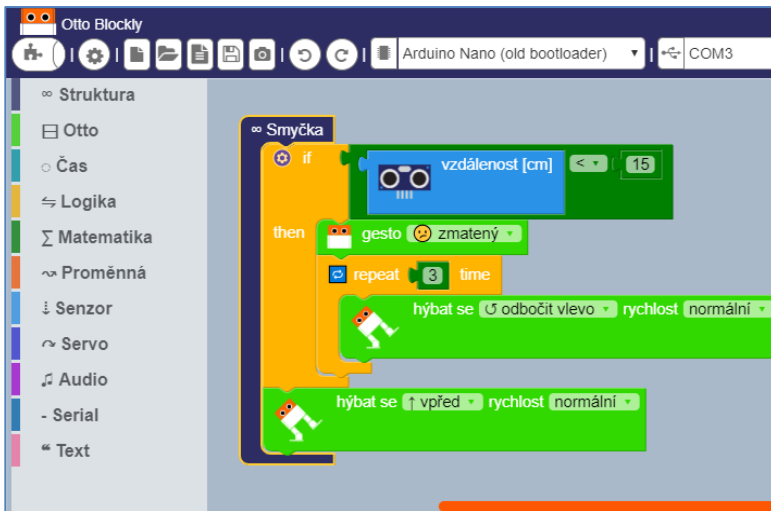 Otto Blockly
Arduino Nano (old bootloader) COM3
∞ Struktura
Otto
Čas
Logika
∑ Matematika
Proměnná
Senzor
Servo
♫ Audio
- Serial
❝ Text
∞ Smyčka
if vzdálenost [cm] < 15
then gesto zmatený
repeat 3 time
hýbat se ↺ odbočit vlevo rychlost normální
hýbat se ↑ vpřed rychlost normální